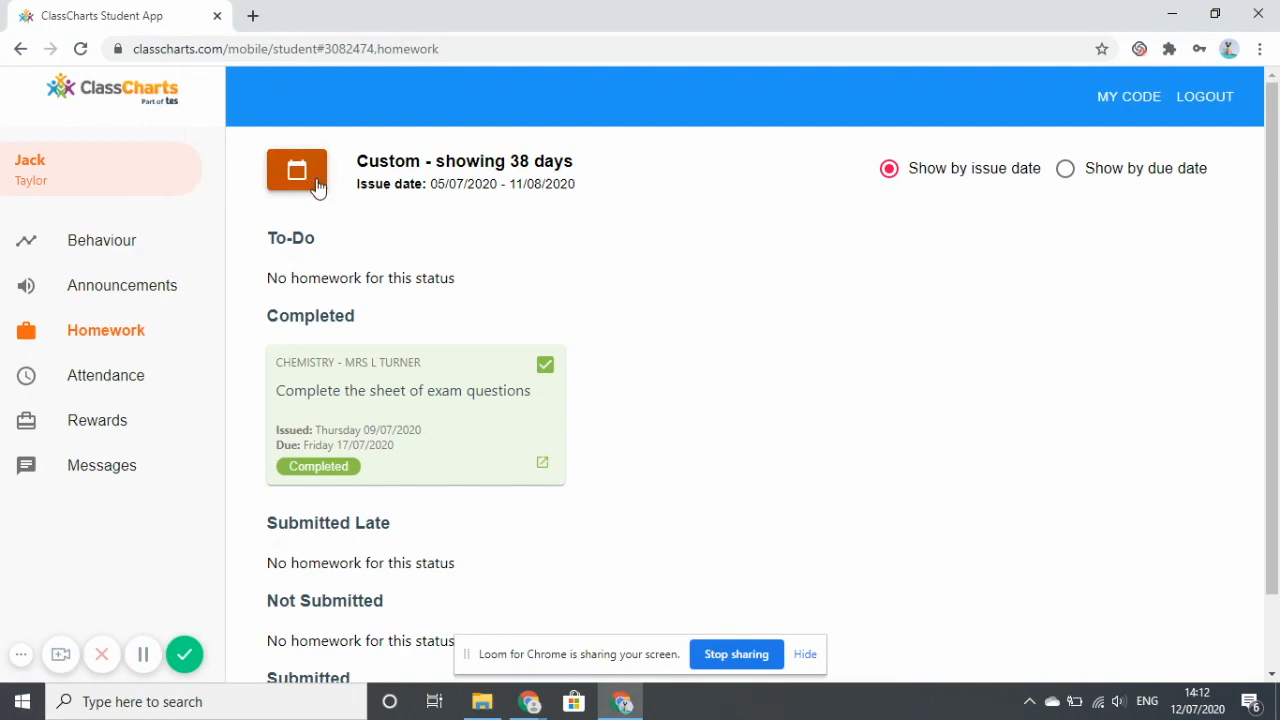 ClassCharts Student App
classcharts.com/mobile/student#3082474,homework
ClassCharts
Part of tes
MY CODE LOGOUT
Jack
Taylor
Behaviour
Announcements
Homework
Attendance
Rewards
Messages
Custom - showing 38 days
Issue date: 05/07/2020 - 11/08/2020
Show by issue date Show by due date
To-Do
No homework for this status
Completed
CHEMISTRY - MRS L TURNER
Complete the sheet of exam questions
Issued: Thursday 09/07/2020
Due: Friday 17/07/2020
Completed
Submitted Late
No homework for this status
Not Submitted
No homework for this status
Submitted
Loom for Chrome is sharing your screen. Stop sharing Hide
Type here to search
ENG
14:12
12/07/2020
6